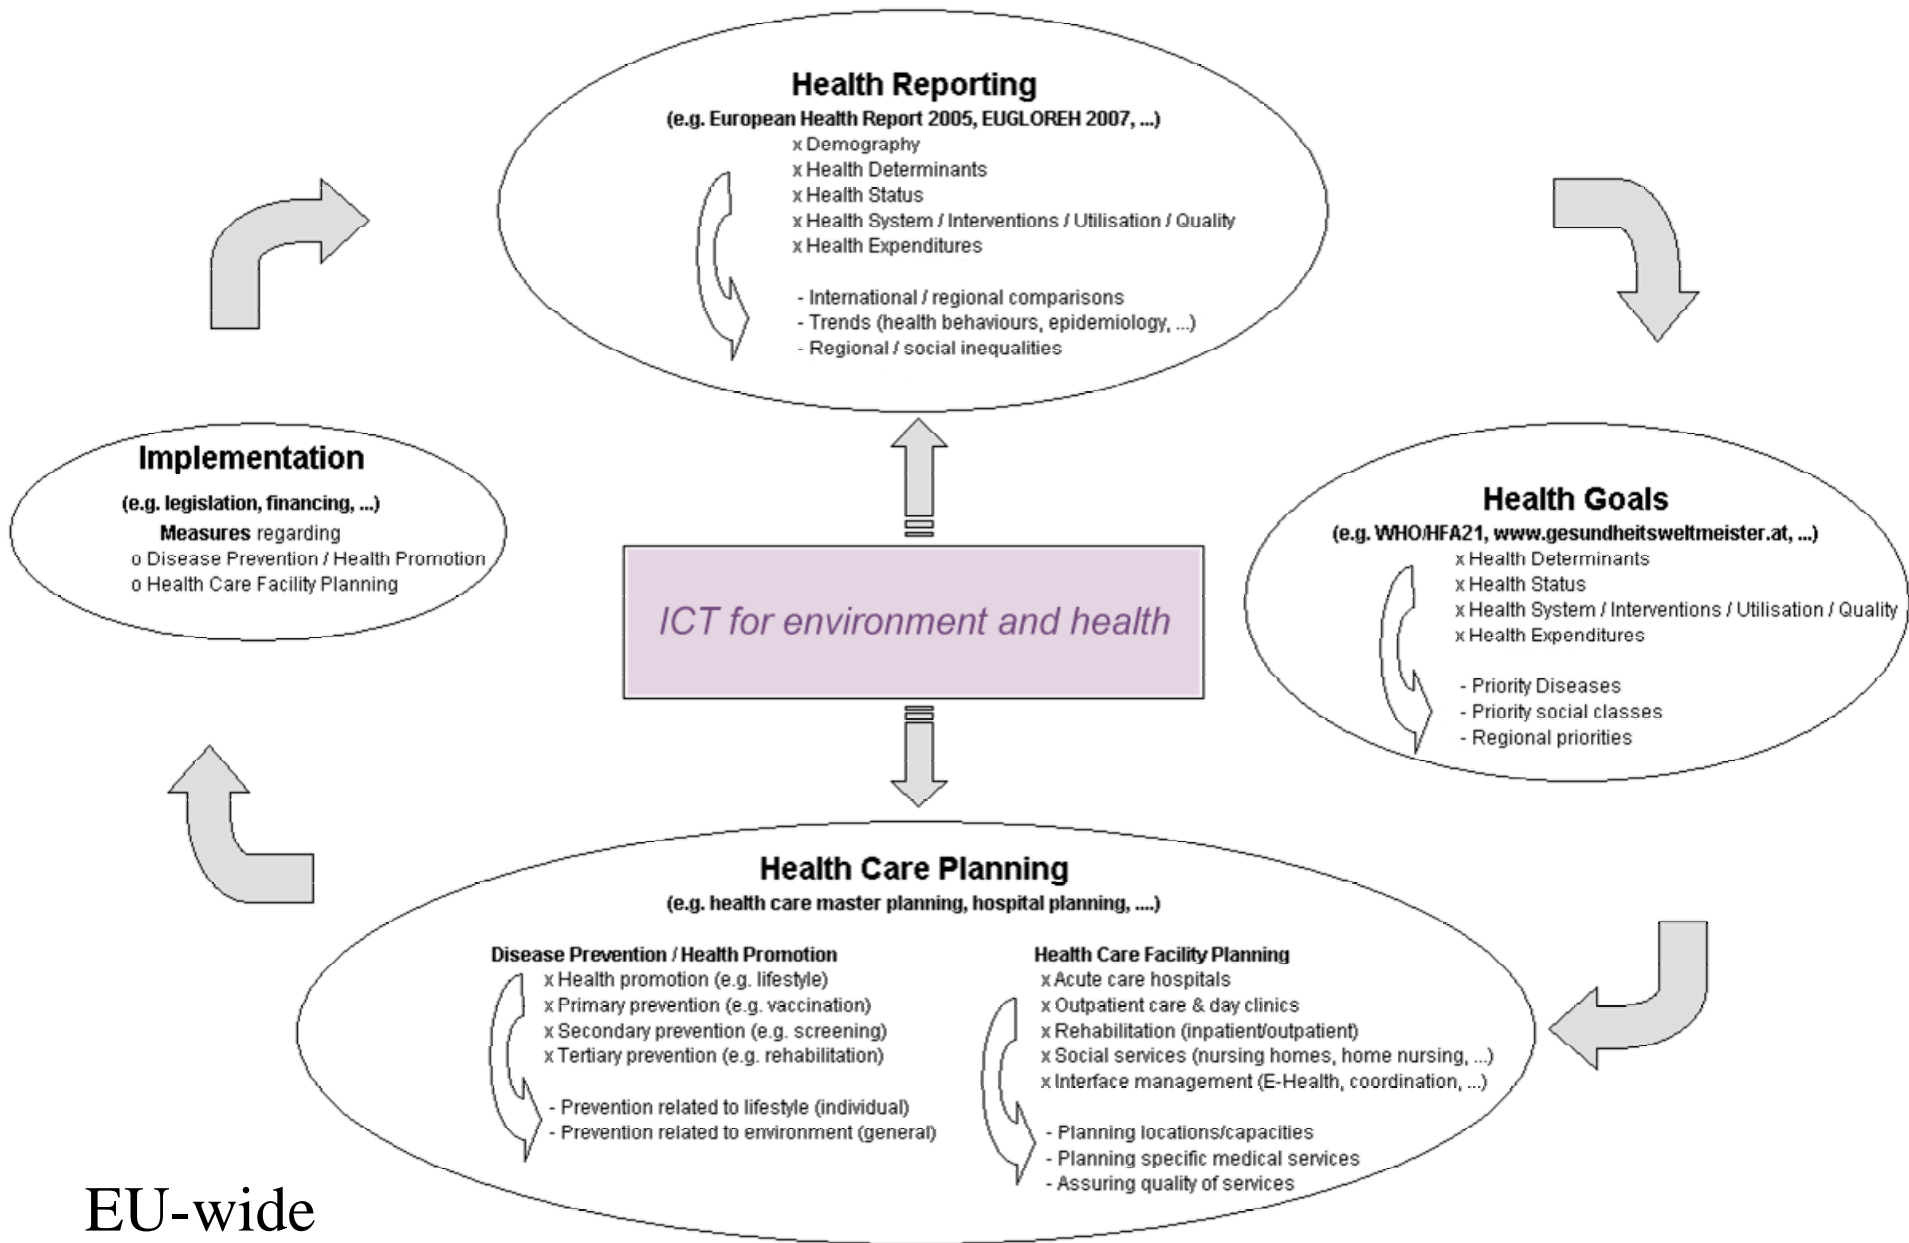 Health Reporting
(e.g. European Health Report 2005, EUGLOREH 2007, ...)
x Demography
x Health Determinants
x Health Status
x Health System / Interventions / Utilisation / Quality
x Health Expenditures
- International / regional comparisons
- Trends (health behaviours, epidemiology, ...)
- Regional / social inequalities
Implementation
(e.g. legislation, financing, ...)
Measures regarding
o Disease Prevention / Health Promotion
o Health Care Facility Planning
ICT for environment and health
Health Goals
(e.g. WHO/HFA21, www.gesundheitsweltmeister.at, ...)
x Health Determinants
x Health Status
x Health System / Interventions / Utilisation / Quality
x Health Expenditures
- Priority Diseases
- Priority social classes
- Regional priorities
Health Care Planning
(e.g. health care master planning, hospital planning, ....)
Disease Prevention / Health Promotion
x Health promotion (e.g. lifestyle)
x Primary prevention (e.g. vaccination)
x Secondary prevention (e.g. screening)
x Tertiary prevention (e.g. rehabilitation)
- Prevention related to lifestyle (individual)
- Prevention related to environment (general)
Health Care Facility Planning
x Acute care hospitals
x Outpatient care & day clinics
x Rehabilitation (inpatient/outpatient)
x Social services (nursing homes, home nursing, ...)
x Interface management (E-Health, coordination, ...)
- Planning locations/capacities
- Planning specific medical services
- Assuring quality of services
EU-wide